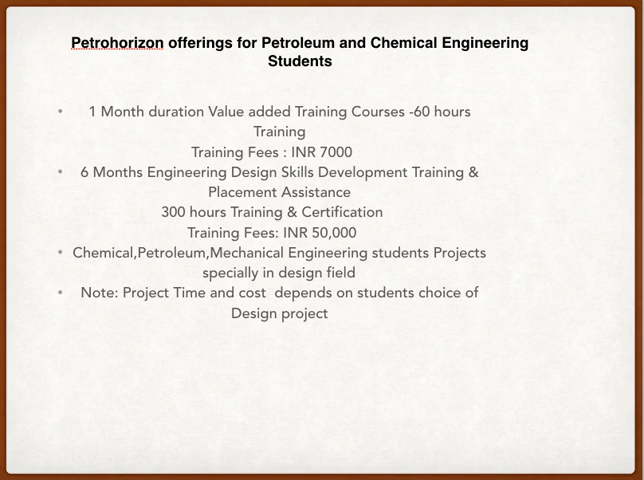 Petrohorizon offerings for Petroleum and Chemical Engineering
Students
• 1 Month duration Value added Training Courses -60 hours
Training
Training Fees : INR 7000
• 6 Months Engineering Design Skills Development Training &
Placement Assistance
300 hours Training & Certification
Training Fees: INR 50,000
• Chemical,Petroleum,Mechanical Engineering students Projects
specially in design field
• Note: Project Time and cost  depends on students choice of
Design project